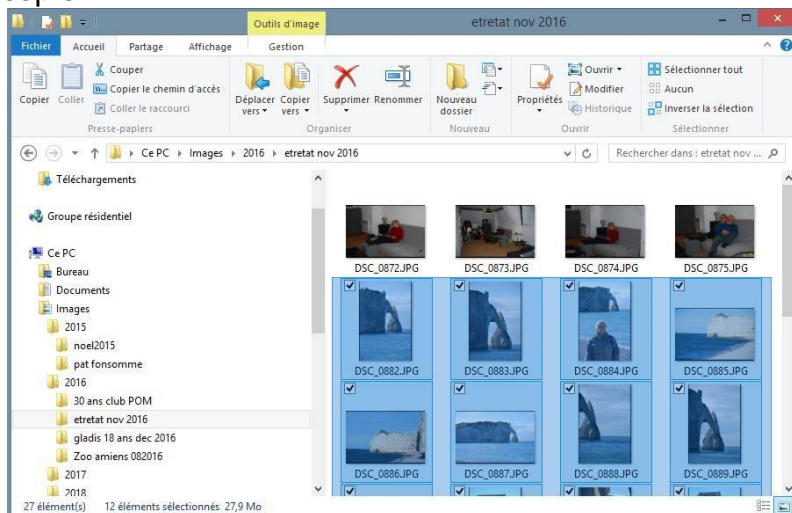 Outils d'image
etretat nov 2016
Fichier
Accueil
Partage
Affichage
Gestion
Copier
Coller
Couper
Copier le chemin d'accès
Coller le raccourci
Presse-papiers
Déplacer vers
Copier vers
Supprimer
Renommer
Organiser
Nouveau dossier
Nouveau
Propriétés
Ouvrir
Modifier
Historique
Ouvrir
Sélectionner tout
Aucun
Inverser la sélection
Sélectionner
Ce PC
Images
2016
etretat nov 2016
Rechercher dans : etretat nov ...
Téléchargements
Groupe résidentiel
Ce PC
Bureau
Documents
Images
2015
noel2015
pat fonsomme
2016
30 ans club POM
etretat nov 2016
gladis 18 ans dec 2016
Zoo amiens 082016
2017
2018
DSC_0872.JPG
DSC_0873.JPG
DSC_0874.JPG
DSC_0875.JPG
DSC_0882.JPG
DSC_0883.JPG
DSC_0884.JPG
DSC_0885.JPG
DSC_0886.JPG
DSC_0887.JPG
DSC_0888.JPG
DSC_0889.JPG
27 élément(s)
12 éléments sélectionnés 27,9 Mo